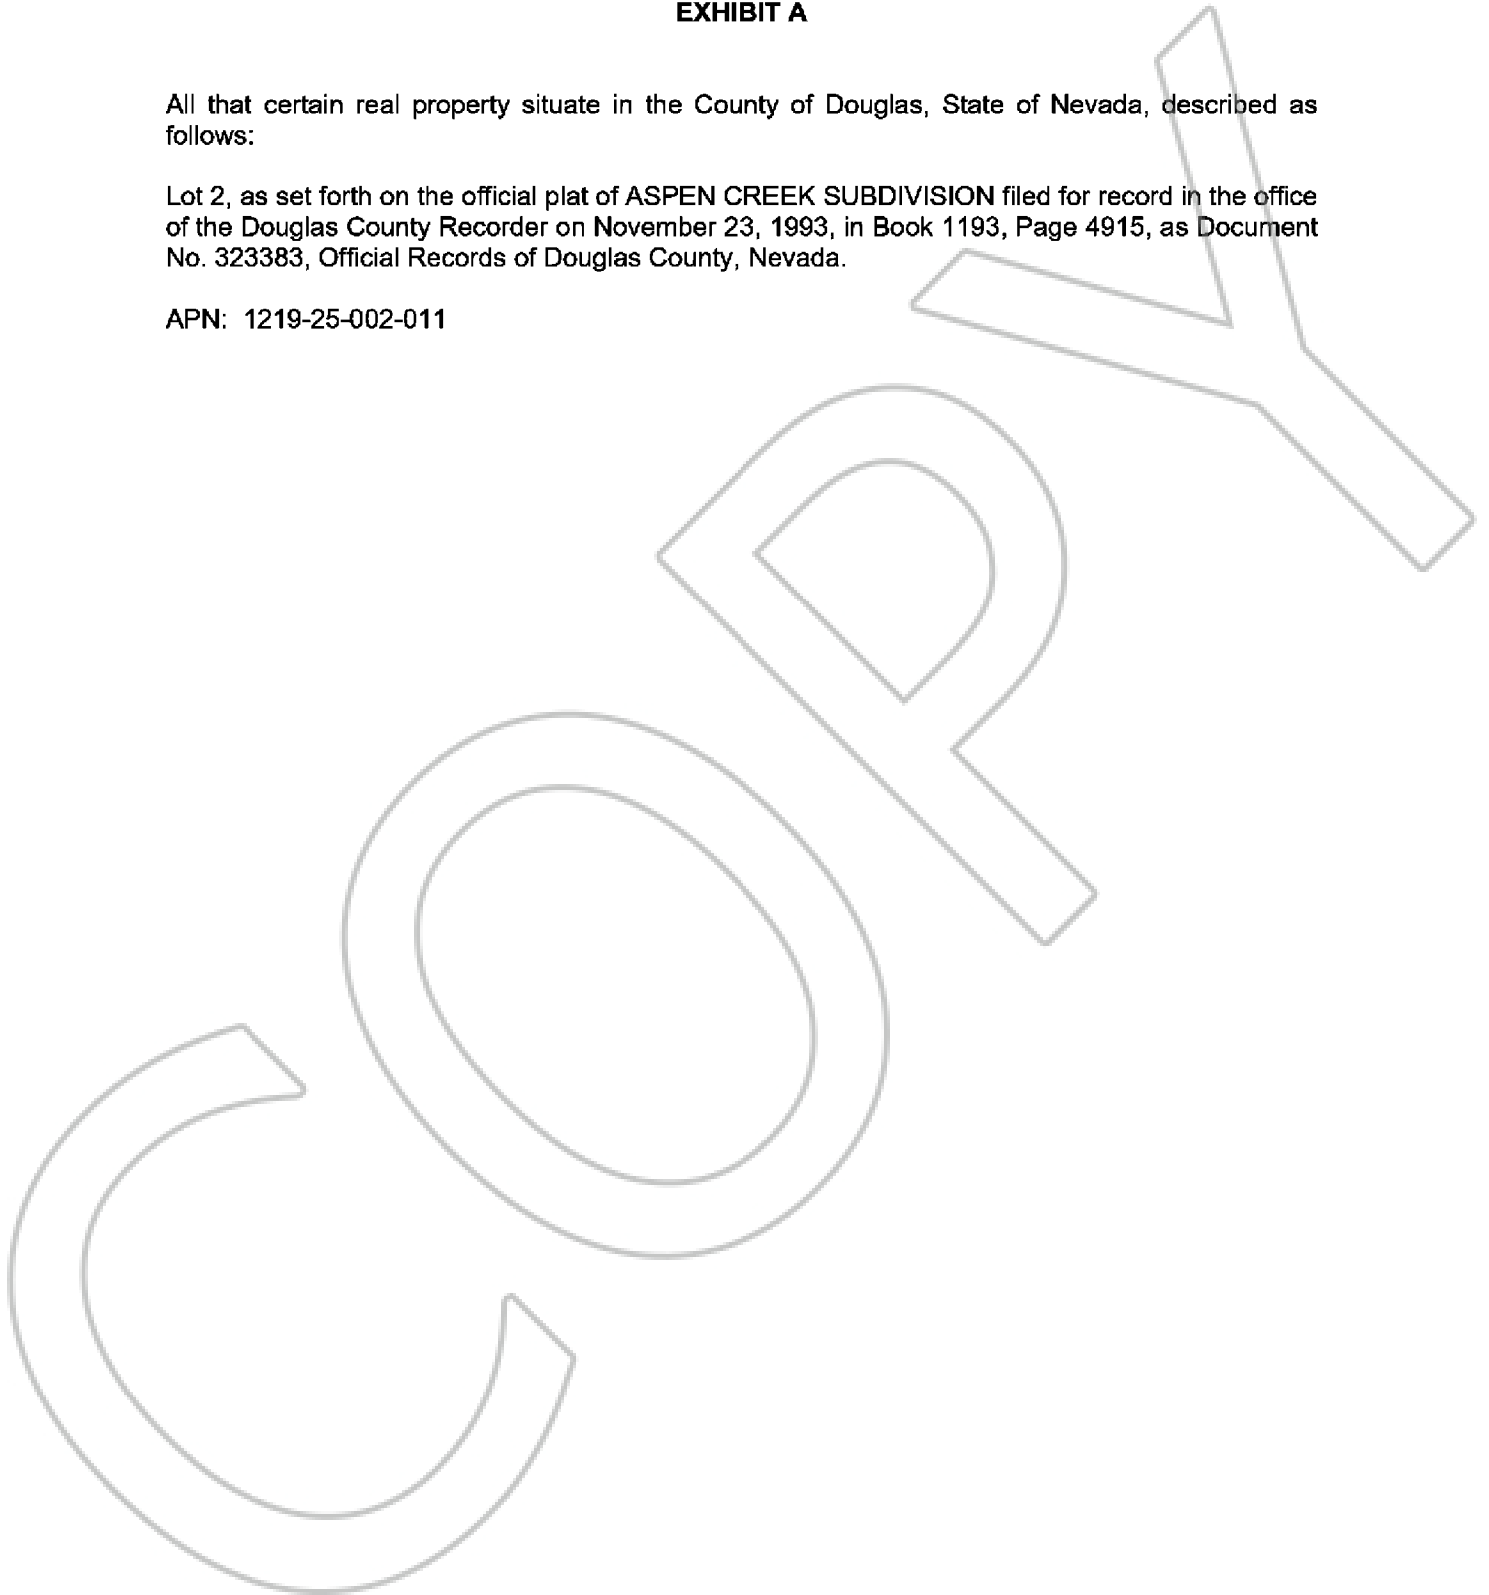 EXHIBIT A
All that certain real property situate in the County of Douglas, State of Nevada, described as
follows:
Lot 2, as set forth on the official plat of ASPEN CREEK SUBDIVISION filed for record in the office
of the Douglas County Recorder on November 23, 1993, in Book 1193, Page 4915, as Document
No. 323383, Official Records of Douglas County, Nevada.
APN: 1219-25-002-011
COPY